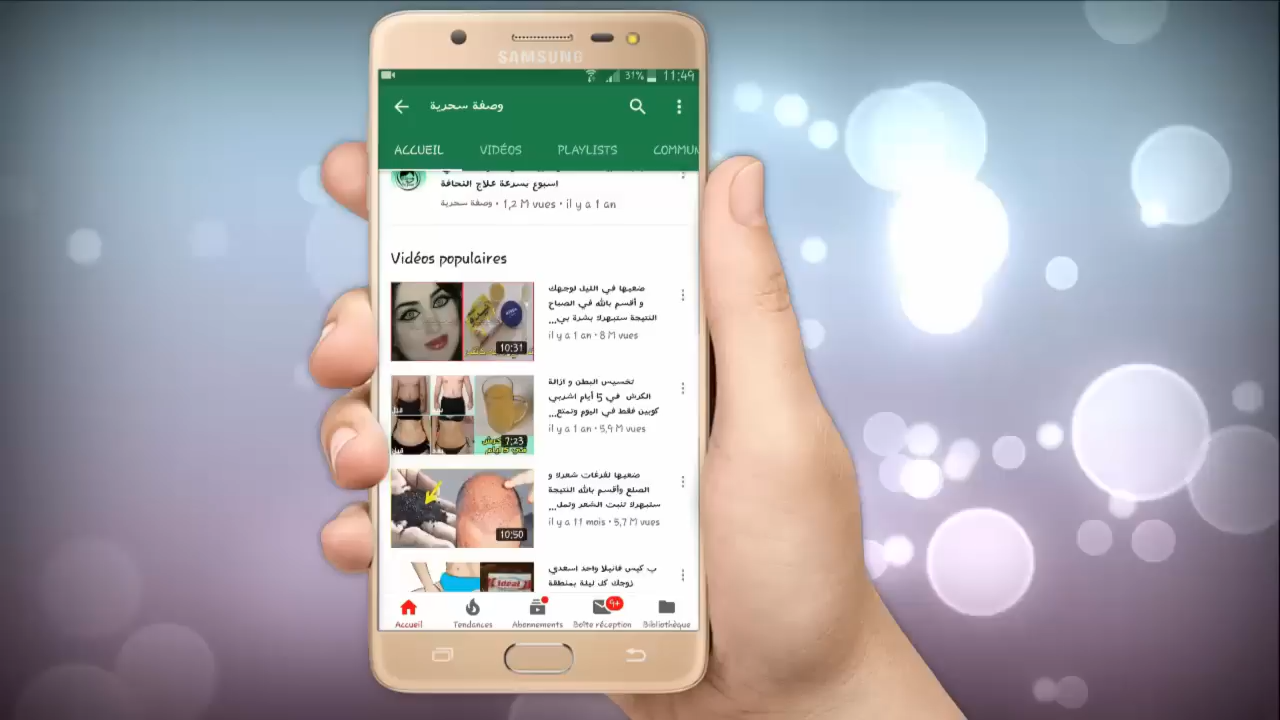 SAMSUNG
31% 11:49
وصفة سحرية
ACCUEIL VIDÉOS PLAYLISTS COMMUN
اسبوع بسرعة علاج النحافة
وصفة سحرية • 1,2 M vues • il y a 1 an
Vidéos populaires
ضعيها في الليل لوجهك
و أقسم بالله في الصباح
النتيجة ستبهرك بشرة بي...
il y a 1 an • 8 M vues
10:31
لتخسيس البطن و ازالة
الكرش في 5 أيام اشربي
كوبين فقط في اليوم وتمتع...
il y a 1 an • 5,9 M vues
قبل
7:23
ضعيها لفرغات شعرك و
الصلع وأقسم بالله النتيجة
ستبهرك تنبت الشعر وتمل...
il y a 11 mois • 5,7 M vues
10:50
ب كيس فانيلا واحد اسعدي
زوجك كل ليلة بمنطقة
Ideal
9+
Accueil Tendances Abonnements Boîte réception Bibliothèque